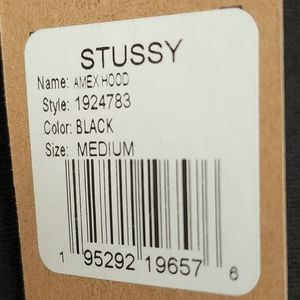 STUSSY
Name: AMEX HOOD
Style: 1924783
Color: BLACK
Size: MEDIUM
1 95292 19657 6